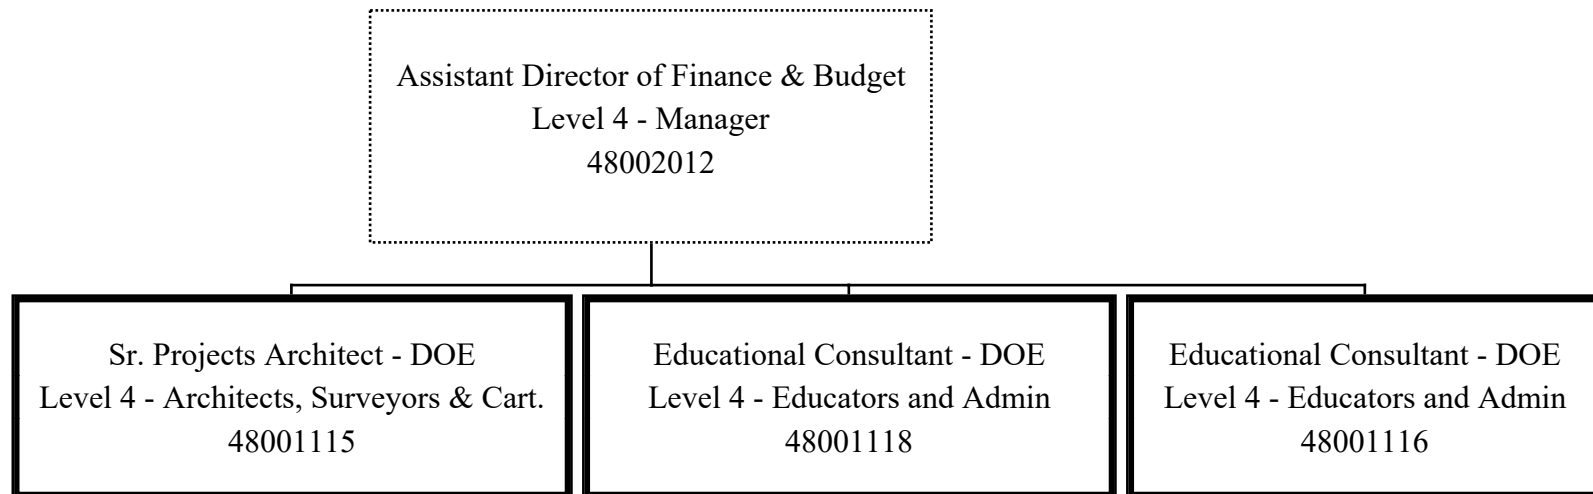 Assistant Director of Finance & Budget
Level 4 - Manager
48002012
Sr. Projects Architect - DOE
Level 4 - Architects, Surveyors & Cart.
48001115
Educational Consultant - DOE
Level 4 - Educators and Admin
48001118
Educational Consultant - DOE
Level 4 - Educators and Admin
48001116